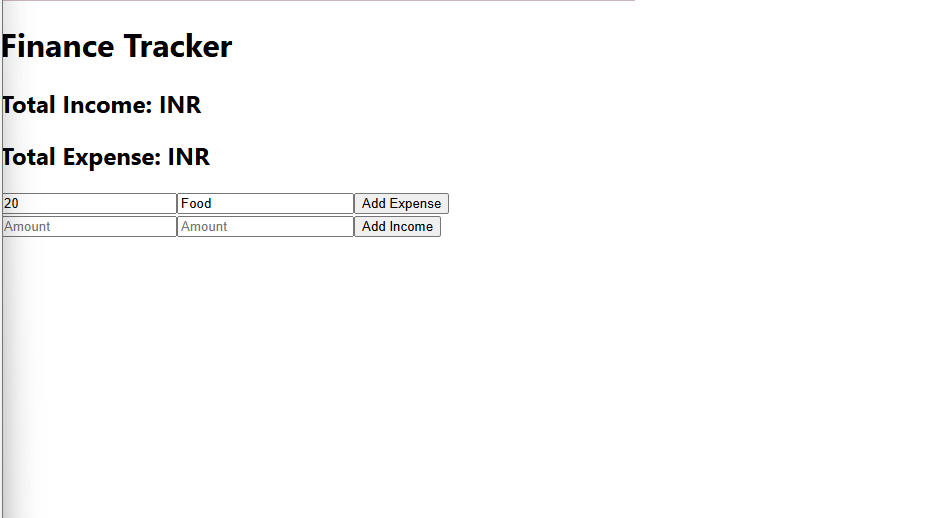 Finance Tracker
Total Income: INR
Total Expense: INR
20 Food Add Expense
Amount Amount Add Income